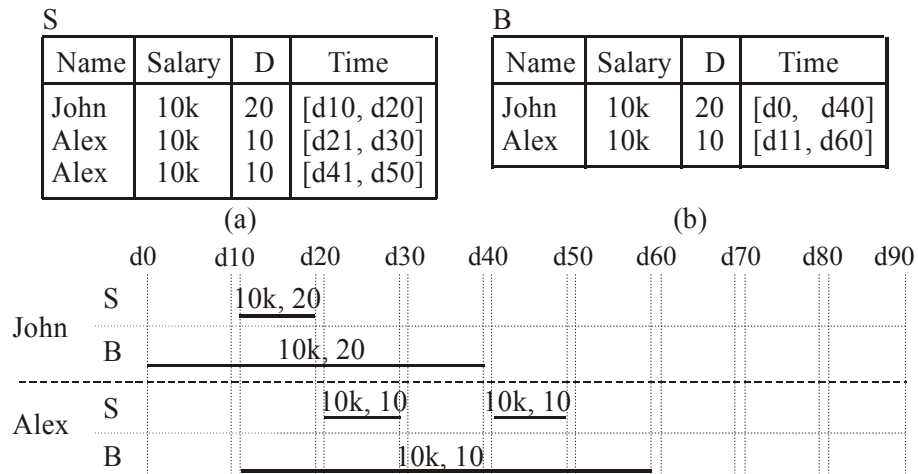 S B
Name Salary D Time Name Salary D Time
John 10k 20 [d10, d20] John 10k 20 [d0, d40]
Alex 10k 10 [d21, d30] Alex 10k 10 [d11, d60]
Alex 10k 10 [d41, d50]
(a) (b)
d0 d10 d20 d30 d40 d50 d60 d70 d80 d90
John
S 10k, 20
B 10k, 20
Alex
S 10k, 10 10k, 10
B 10k, 10